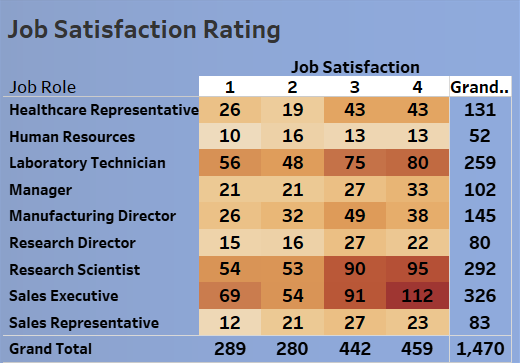 Job Satisfaction Rating
Job Satisfaction
Job Role 1 2 3 4 Grand..
Healthcare Representative 26 19 43 43 131
Human Resources 10 16 13 13 52
Laboratory Technician 56 48 75 80 259
Manager 21 21 27 33 102
Manufacturing Director 26 32 49 38 145
Research Director 15 16 27 22 80
Research Scientist 54 53 90 95 292
Sales Executive 69 54 91 112 326
Sales Representative 12 21 27 23 83
Grand Total 289 280 442 459 1,470